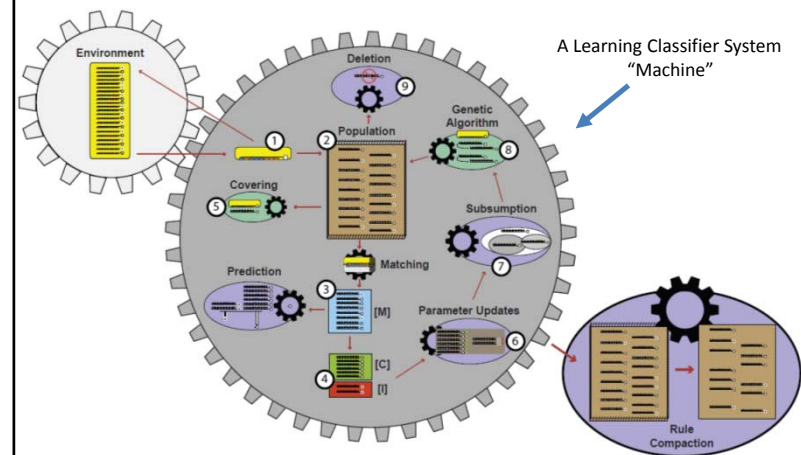 A Learning Classifier System
“Machine”
Environment
Deletion
9
Genetic
Algorithm
1
2
Population
8
Covering
5
Subsumption
Matching
7
Prediction
3
[M]
Parameter Updates
6
[C]
4
[I]
Rule
Compaction